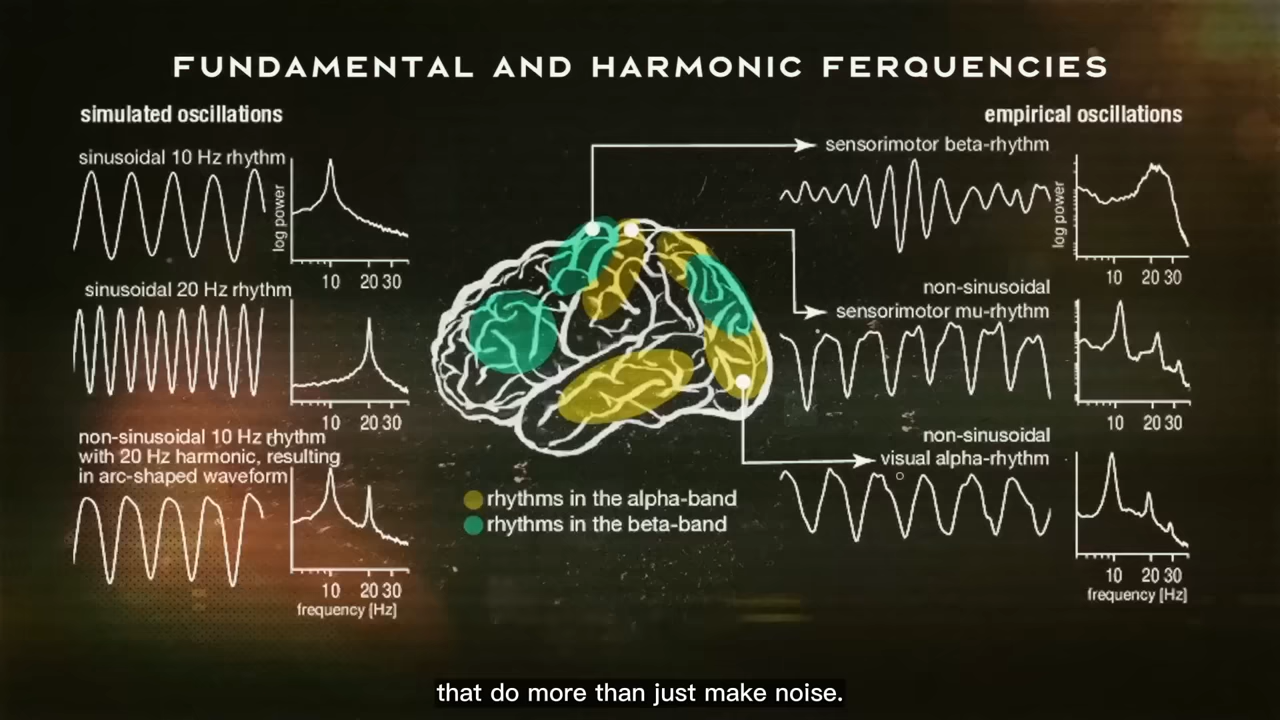 FUNDAMENTAL AND HARMONIC FERQUENCIES
simulated oscillations
sinusoidal 10 Hz rhythm
log power
10 20 30
sinusoidal 20 Hz rhythm
10 20 30
non-sinusoidal 10 Hz rhythm
with 20 Hz harmonic, resulting
in arc-shaped waveform
10 20 30
frequency [Hz]
rhythms in the alpha-band
rhythms in the beta-band
empirical oscillations
sensorimotor beta-rhythm
log power
10 20 30
non-sinusoidal
sensorimotor mu-rhythm
10 20 30
non-sinusoidal
visual alpha-rhythm
10 20 30
frequency [Hz]
that do more than just make noise.